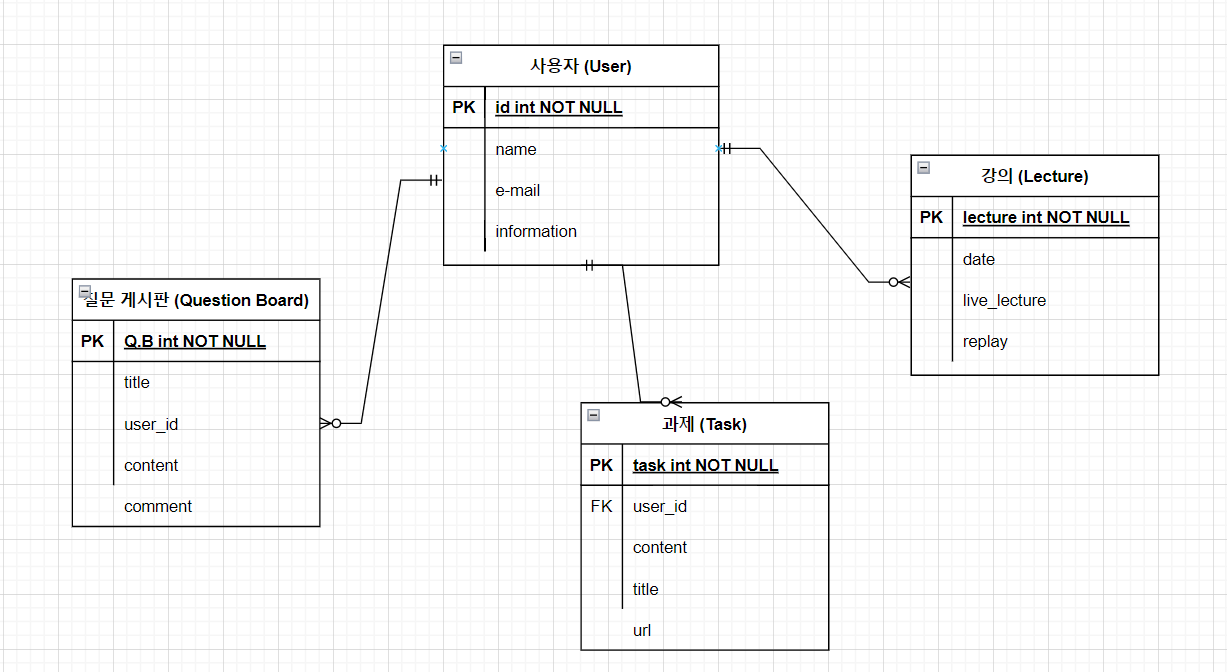 사용자 (User)
PK id int NOT NULL
name
e-mail
information
강의 (Lecture)
PK lecture int NOT NULL
date
live_lecture
replay
질문 게시판 (Question Board)
PK Q.B int NOT NULL
title
user_id
content
comment
과제 (Task)
PK task int NOT NULL
FK user_id
content
title
url